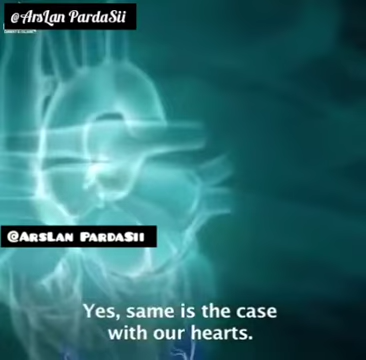 @ArsLan PardaSii
@ArsLan PardaSii
Yes, same is the case
with our hearts.